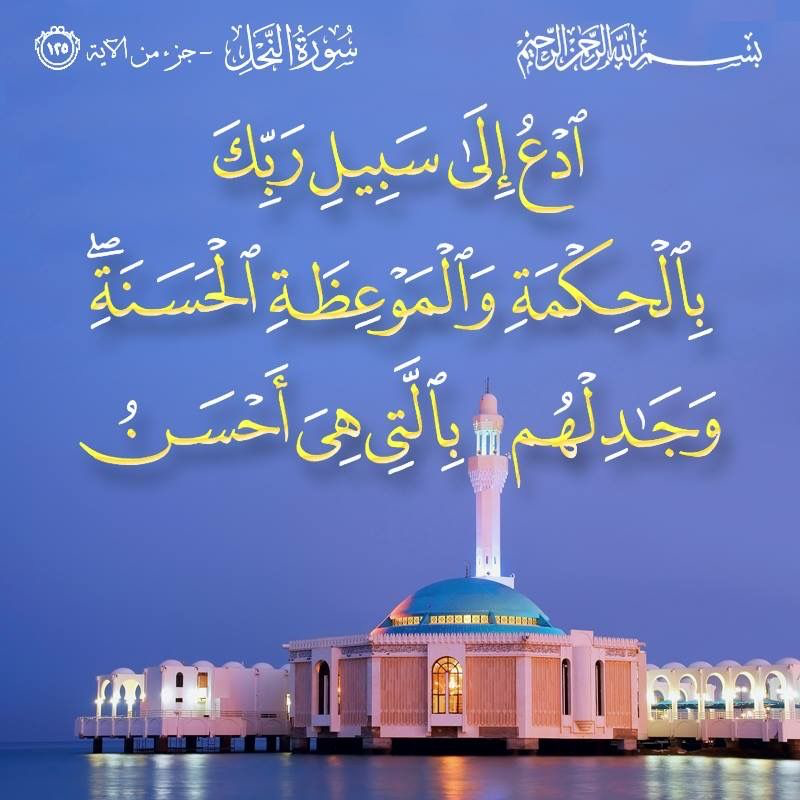 بسم الله الرحمن الرحيم
سُورَةُ النَّحْلِ - جزء من الآية ١٢٥
ٱدْعُ إِلَىٰ سَبِيلِ رَبِّكَ
بِٱلْحِكْمَةِ وَٱلْمَوْعِظَةِ ٱلْحَسَنَةِ ۖ
وَجَٰدِلْهُم بِٱلَّتِى هِىَ أَحْسَنُ